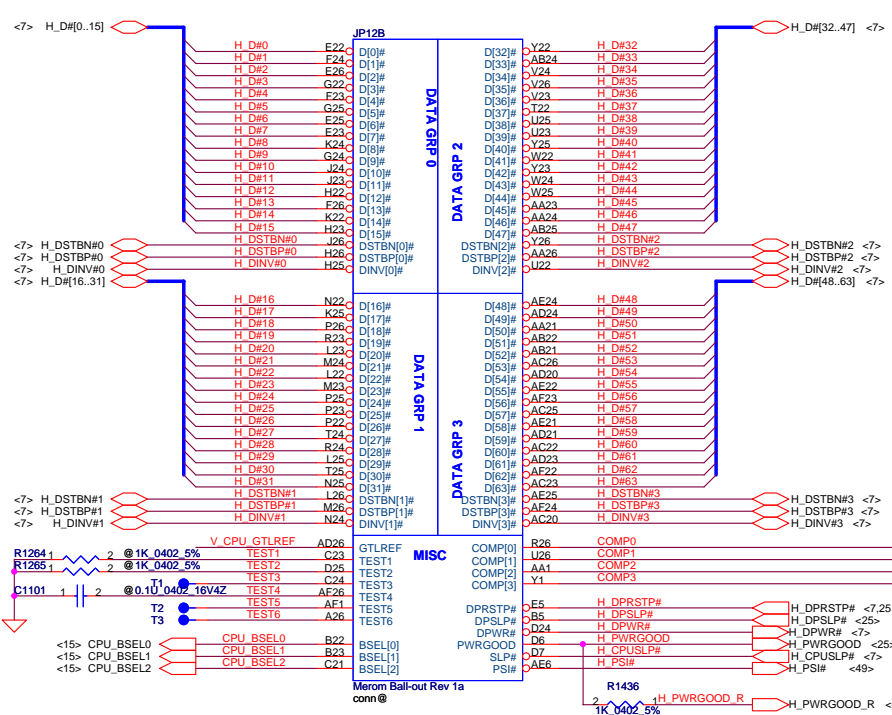 <7> H_D#[0..15]
H_D#[32..47] <7>
JP12B
H_D#0 E22 D[0]# D[32]# Y22 H_D#32
H_D#1 F24 D[1]# D[33]# AB24 H_D#33
H_D#2 E26 D[2]# D[34]# V24 H_D#34
H_D#3 G22 D[3]# D[35]# V26 H_D#35
H_D#4 F23 D[4]# D[36]# V23 H_D#36
H_D#5 G25 D[5]# D[37]# T22 H_D#37
H_D#6 E25 D[6]# D[38]# U25 H_D#38
H_D#7 E23 D[7]# D[39]# U23 H_D#39
H_D#8 K24 D[8]# D[40]# Y25 H_D#40
H_D#9 G24 D[9]# D[41]# W22 H_D#41
H_D#10 J24 D[10]# D[42]# Y23 H_D#42
H_D#11 J23 D[11]# D[43]# W24 H_D#43
H_D#12 H22 D[12]# D[44]# W25 H_D#44
H_D#13 F26 D[13]# D[45]# AA23 H_D#45
H_D#14 K22 D[14]# D[46]# AA24 H_D#46
H_D#15 H23 D[15]# D[47]# AB25 H_D#47
DATA GRP 0
DATA GRP 2
<7> H_DSTBN#0 H_DSTBN#0 J26 DSTBN[0]# DSTBN[2]# Y26 H_DSTBN#2 H_DSTBN#2 <7>
<7> H_DSTBP#0 H_DSTBP#0 H26 DSTBP[0]# DSTBP[2]# AA26 H_DSTBP#2 H_DSTBP#2 <7>
<7> H_DINV#0 H_DINV#0 H25 DINV[0]# DINV[2]# U22 H_DINV#2 H_DINV#2 <7>
<7> H_D#[16..31]
H_D#[48..63] <7>
H_D#16 N22 D[16]# D[48]# AE24 H_D#48
H_D#17 K25 D[17]# D[49]# AD24 H_D#49
H_D#18 P26 D[18]# D[50]# AA21 H_D#50
H_D#19 R23 D[19]# D[51]# AB22 H_D#51
H_D#20 L23 D[20]# D[52]# AB21 H_D#52
H_D#21 M24 D[21]# D[53]# AC26 H_D#53
H_D#22 L22 D[22]# D[54]# AD20 H_D#54
H_D#23 M23 D[23]# D[55]# AE22 H_D#55
H_D#24 P25 D[24]# D[56]# AF23 H_D#56
H_D#25 P23 D[25]# D[57]# AC25 H_D#57
H_D#26 P22 D[26]# D[58]# AE21 H_D#58
H_D#27 T24 D[27]# D[59]# AD21 H_D#59
H_D#28 R24 D[28]# D[60]# AC22 H_D#60
H_D#29 L25 D[29]# D[61]# AD23 H_D#61
H_D#30 T25 D[30]# D[62]# AF22 H_D#62
H_D#31 N25 D[31]# D[63]# AC23 H_D#63
DATA GRP 1
DATA GRP 3
<7> H_DSTBN#1 H_DSTBN#1 L26 DSTBN[1]# DSTBN[3]# AE25 H_DSTBN#3 H_DSTBN#3 <7>
<7> H_DSTBP#1 H_DSTBP#1 M26 DSTBP[1]# DSTBP[3]# AF24 H_DSTBP#3 H_DSTBP#3 <7>
<7> H_DINV#1 H_DINV#1 N24 DINV[1]# DINV[3]# AC20 H_DINV#3 H_DINV#3 <7>
MISC
V_CPU_GTLREF AD26 GTLREF COMP[0] R26 COMP0
R1264 1 2 @1K_0402_5% TEST1 C23 TEST1 COMP[1] U26 COMP1
R1265 1 2 @1K_0402_5% TEST2 D25 TEST2 COMP[2] AA1 COMP2
T1 TEST3 C24 TEST3 COMP[3] Y1 COMP3
C1101 1 2 @0.1U_0402_16V4Z TEST4 AF26 TEST4
T2 TEST5 AF1 TEST5 DPRSTP# E5 H_DPRSTP# H_DPRSTP# <7,25
T3 TEST6 A26 TEST6 DPSLP# B5 H_DPSLP# H_DPSLP# <25>
DPWR# D24 H_DPWR# H_DPWR# <7>
<15> CPU_BSEL0 CPU_BSEL0 B22 BSEL[0] PWRGOOD D6 H_PWRGOOD H_PWRGOOD <25>
<15> CPU_BSEL1 CPU_BSEL1 B23 BSEL[1] SLP# D7 H_CPUSLP# H_CPUSLP# <7>
<15> CPU_BSEL2 CPU_BSEL2 C21 BSEL[2] PSI# AE6 H_PSI# H_PSI# <49>
Merom Ball-out Rev 1a
conn@
R1436
2 1 H_PWRGOOD_R H_PWRGOOD_R <
1K_0402_5%